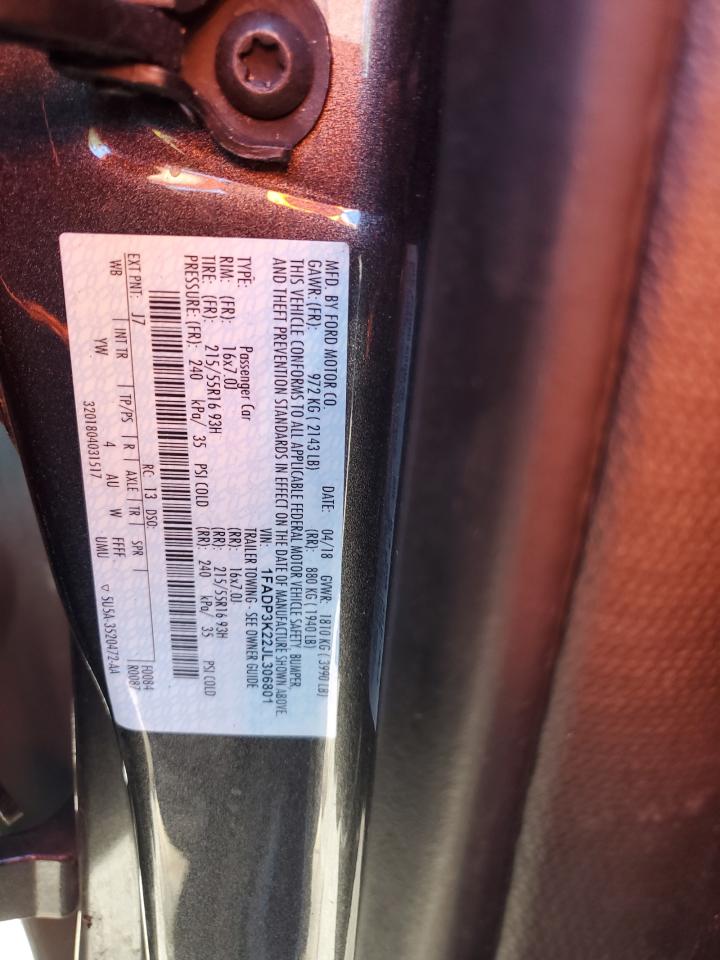 MFD. BY FORD MOTOR CO.
DATE: 04/18 GVWR: 1810 KG ( 3990 LB)
GAWR: (FR): 972 KG ( 2143 LB) (RR): 880 KG ( 1940 LB)
THIS VEHICLE CONFORMS TO ALL APPLICABLE FEDERAL MOTOR VEHICLE SAFETY, BUMPER
AND THEFT PREVENTION STANDARDS IN EFFECT ON THE DATE OF MANUFACTURE SHOWN ABOVE
VIN: 1FADP3K22JL306801
TYPE: Passenger Car TRAILER TOWING - SEE OWNER GUIDE
RIM: (FR): 16x7.0J (RR): 16x7.0J
TIRE: (FR): 215/55R16 93H (RR): 215/55R16 93H
PRESSURE: (FR): 240 kPa/ 35 PSI COLD (RR): 240 kPa/ 35 PSI COLD
EXT PNT: J7 RC: 13 DSO: F0084
R0087
INT TR TP/PS R AXLE TR SPR
WB YW 4 AU W FFFF
UMU
3201804031517
▽ 5U5A-3520472-AA